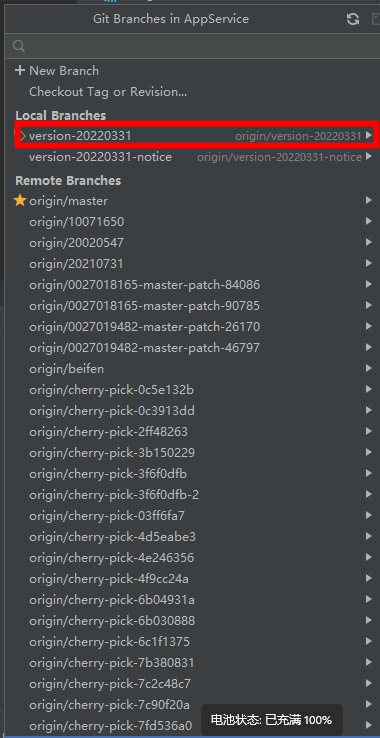 Git Branches in AppService
New Branch
Checkout Tag or Revision...
Local Branches
version-20220331 origin/version-20220331
version-20220331-notice origin/version-20220331-notice
Remote Branches
origin/master
origin/10071650
origin/20020547
origin/20210731
origin/0027018165-master-patch-84086
origin/0027018165-master-patch-90785
origin/0027019482-master-patch-26170
origin/0027019482-master-patch-46797
origin/beifen
origin/cherry-pick-0c5e132b
origin/cherry-pick-0c3913dd
origin/cherry-pick-2ff48263
origin/cherry-pick-3b150229
origin/cherry-pick-3f6f0dfb
origin/cherry-pick-3f6f0dfb-2
origin/cherry-pick-03ff6fa7
origin/cherry-pick-4d5eabe3
origin/cherry-pick-4e246356
origin/cherry-pick-4f9cc24a
origin/cherry-pick-6b04931a
origin/cherry-pick-6b030888
origin/cherry-pick-6c1f1375
origin/cherry-pick-7b380831
origin/cherry-pick-7c2c48c7
origin/cherry-pick-7c90f20a
origin/cherry-pick-7fd536a0
电池状态: 已充满 100%